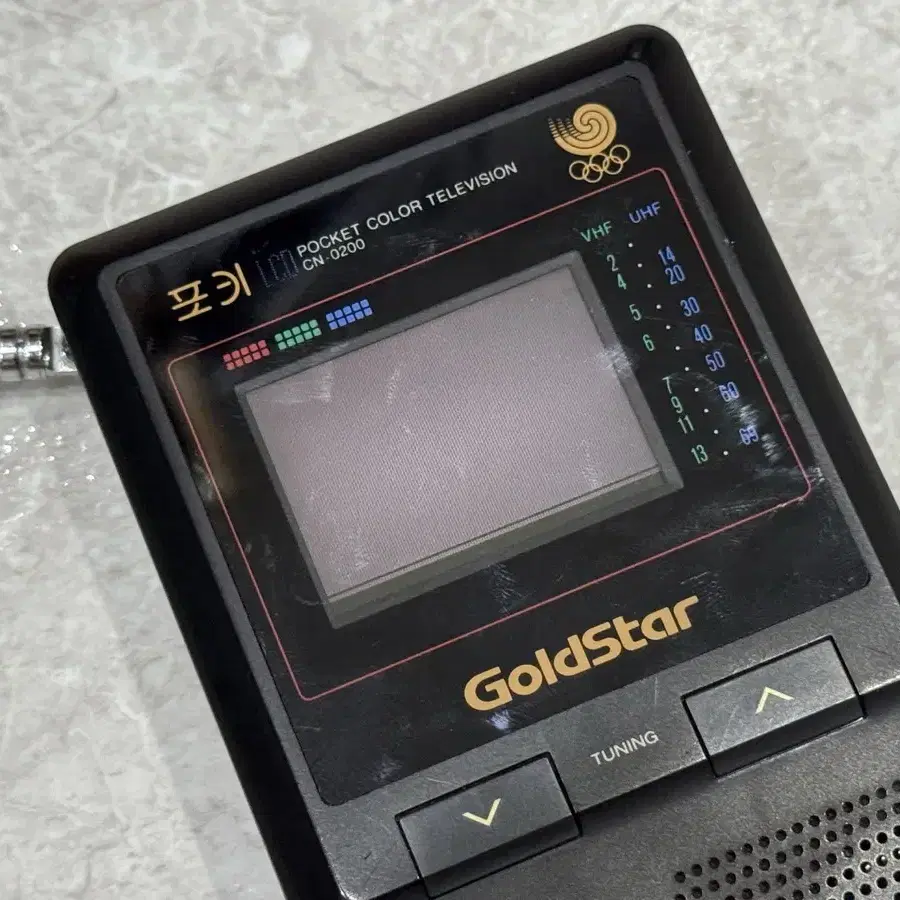 포키 LCD POCKET COLOR TELEVISION
CN-0200
VHF UHF
2 14
4 20
5 30
6 40
50
7 60
9
11
13 69
GoldStar
TUNING